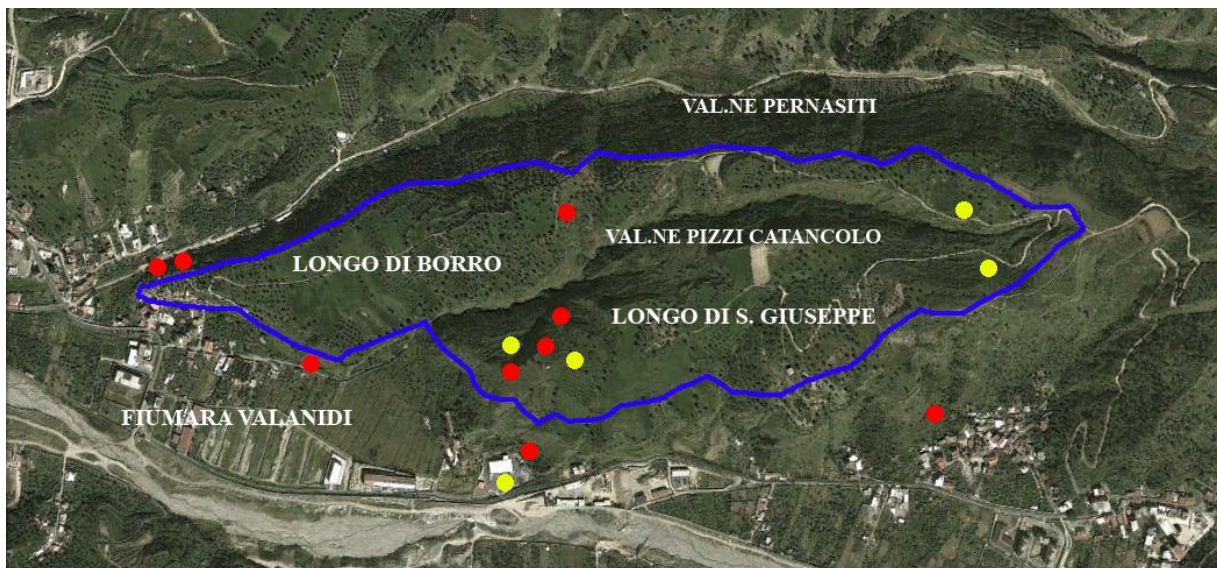 VAL.NE PERNASITI
VAL.NE PIZZI CATANCOLO
LONGO DI BORRO
LONGO DI S. GIUSEPPE
FIUMARA VALANIDI